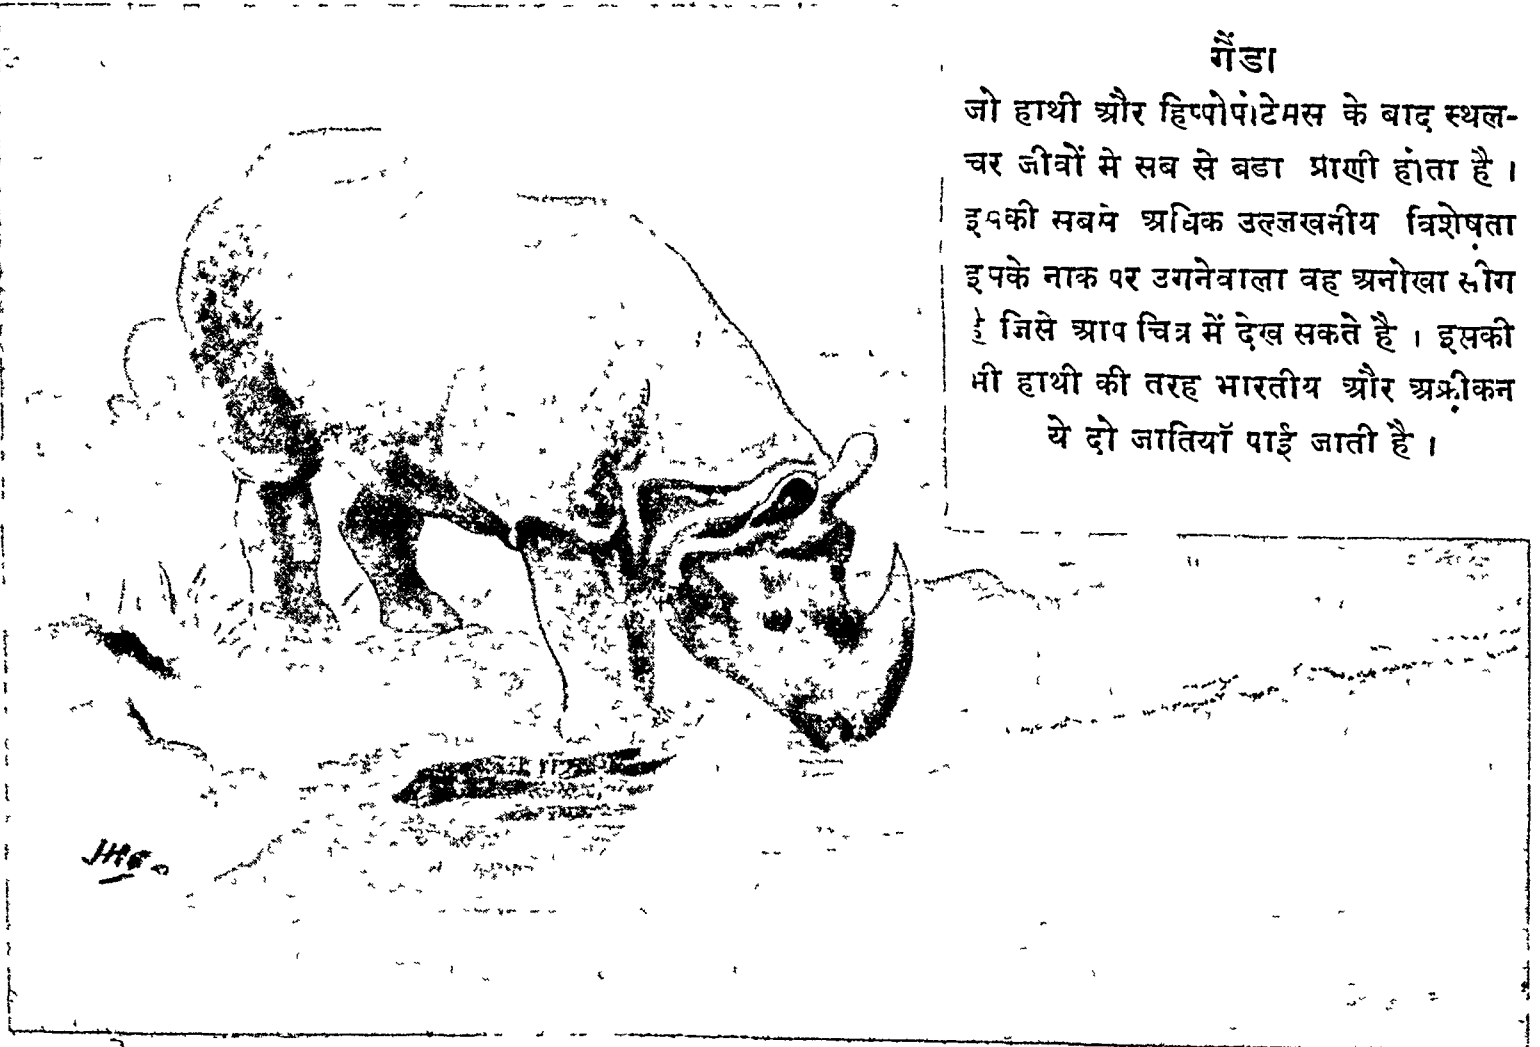 गैंडा
जो हाथी और हिप्पोपोटेमस के बाद स्थल-
चर जीवों मे सब से बडा प्राणी होता है ।
इसकी सबसे अधिक उल्लेखनीय विशेषता
इसके नाक पर उगनेवाला वह अनोखा सींग
है जिसे आप चित्र में देख सकते है । इसकी
भी हाथी की तरह भारतीय और अफ्रीकन
ये दो जातियाँ पाई जाती है ।